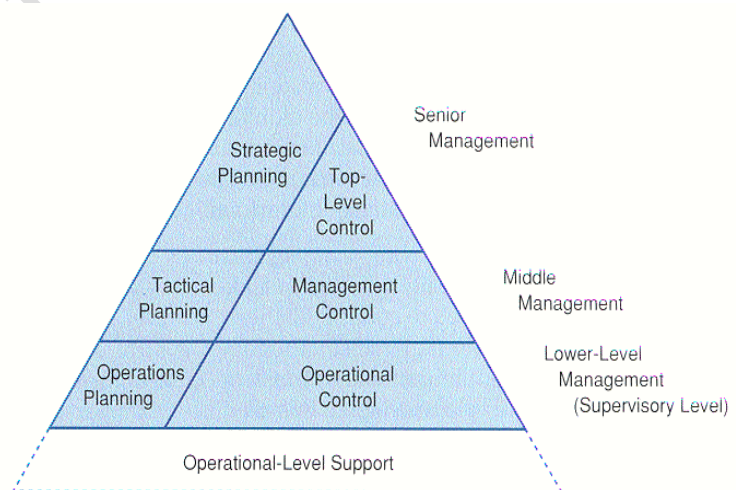 Senior
Management
Strategic
Planning
Top-
Level
Control
Tactical
Planning
Management
Control
Middle
Management
Operations
Planning
Operational
Control
Lower-Level
Management
(Supervisory Level)
Operational-Level Support